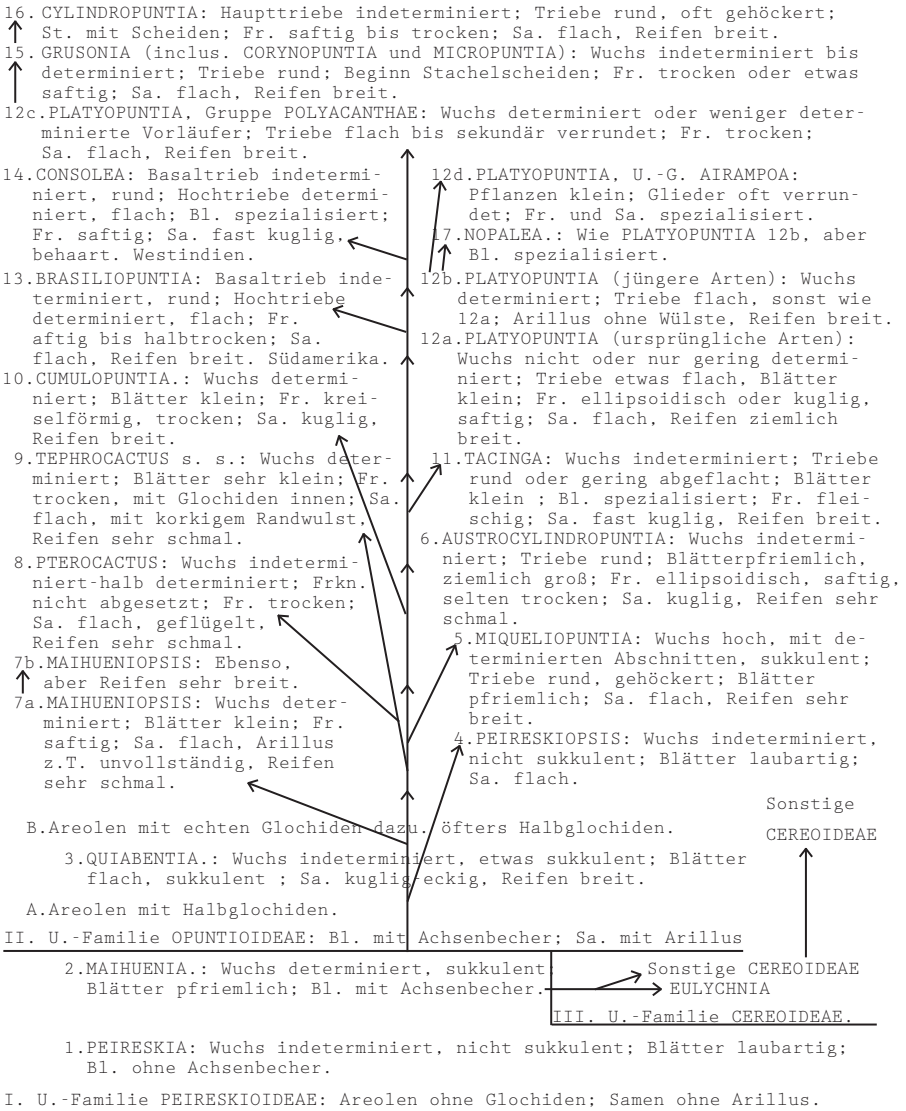 16. CYLINDROPUNTIA: Haupttriebe indeterminiert; Triebe rund, oft gehöckert;
St. mit Scheiden; Fr. saftig bis trocken; Sa. flach, Reifen breit.
15. GRUSONIA (inclus. CORYNOPUNTIA und MICROPUNTIA): Wuchs indeterminiert bis
determiniert; Triebe rund; Beginn Stachelscheiden; Fr. trocken oder etwas
saftig; Sa. flach, Reifen breit.
12c.PLATYOPUNTIA, Gruppe POLYACANTHAE: Wuchs determiniert oder weniger deter-
minierte Vorläufer; Triebe flach bis sekundär verrundet; Fr. trocken;
Sa. flach, Reifen breit.
14.CONSOLEA: Basaltrieb indetermi-
niert, rund; Hochtriebe determi-
niert, flach; Bl. spezialisiert;
Fr. saftig; Sa. fast kuglig,
behaart. Westindien.
13.BRASILIOPUNTIA: Basaltrieb inde-
terminiert, rund; Hochtriebe
determiniert, flach; Fr.
aftig bis halbtrocken; Sa.
flach, Reifen breit. Südamerika.
10.CUMULOPUNTIA.: Wuchs determi-
niert; Blätter klein; Fr. krei-
selförmig, trocken; Sa. kuglig,
Reifen breit.
9.TEPHROCACTUS s. s.: Wuchs deter-
miniert; Blätter sehr klein; Fr.
trocken, mit Glochiden innen; Sa.
flach, mit korkigem Randwulst,
Reifen sehr schmal.
8.PTEROCACTUS: Wuchs indetermi-
niert-halb determiniert; Frkn.
nicht abgesetzt; Fr. trocken;
Sa. flach, geflügelt,
Reifen sehr schmal.
7b.MAIHUENIOPSIS: Ebenso,
aber Reifen sehr breit.
7a.MAIHUENIOPSIS: Wuchs deter-
miniert; Blätter klein; Fr.
saftig; Sa. flach, Arillus
z.T. unvollständig, Reifen
sehr schmal.
12d.PLATYOPUNTIA, U.-G. AIRAMPOA:
Pflanzen klein; Glieder oft verrun-
det; Fr. und Sa. spezialisiert.
17.NOPALEA.: Wie PLATYOPUNTIA 12b, aber
Bl. spezialisiert.
12b.PLATYOPUNTIA (jüngere Arten): Wuchs
determiniert; Triebe flach, sonst wie
12a; Arillus ohne Wülste, Reifen breit.
12a.PLATYOPUNTIA (ursprüngliche Arten):
Wuchs nicht oder nur gering determi-
niert; Triebe etwas flach, Blätter
klein; Fr. ellipsoidisch oder kuglig,
saftig; Sa. flach, Reifen ziemlich
breit.
11.TACINGA: Wuchs indeterminiert; Triebe
rund oder gering abgeflacht; Blätter
klein ; Bl. spezialisiert; Fr. flei-
schig; Sa. fast kuglig, Reifen breit.
6.AUSTROCYLINDROPUNTIA: Wuchs indetermi-
niert; Triebe rund; Blätterpfriemlich,
ziemlich groß; Fr. ellipsoidisch, saftig,
selten trocken; Sa. kuglig, Reifen sehr
schmal.
5.MIQUELIOPUNTIA: Wuchs hoch, mit de-
terminierten Abschnitten, sukkulent;
Triebe rund, gehöckert; Blätter
pfriemlich; Sa. flach, Reifen sehr
breit.
4.PEIRESKIOPSIS: Wuchs indeterminiert,
nicht sukkulent; Blätter laubartig;
Sa. flach.
Sonstige
CEREOIDEAE
B.Areolen mit echten Glochiden dazu. öfters Halbglochiden.
3.QUIABENTIA.: Wuchs indeterminiert, etwas sukkulent; Blätter
flach, sukkulent ; Sa. kuglig-eckig, Reifen breit.
A.Areolen mit Halbglochiden.
II. U.-Familie OPUNTIOIDEAE: Bl. mit Achsenbecher; Sa. mit Arillus
2.MAIHUENIA.: Wuchs determiniert, sukkulent;
Blätter pfriemlich; Bl. mit Achsenbecher.
Sonstige CEREOIDEAE
EULYCHNIA
III. U.-Familie CEREOIDEAE.
1.PEIRESKIA: Wuchs indeterminiert, nicht sukkulent; Blätter laubartig;
Bl. ohne Achsenbecher.
I. U.-Familie PEIRESKIOIDEAE: Areolen ohne Glochiden; Samen ohne Arillus.